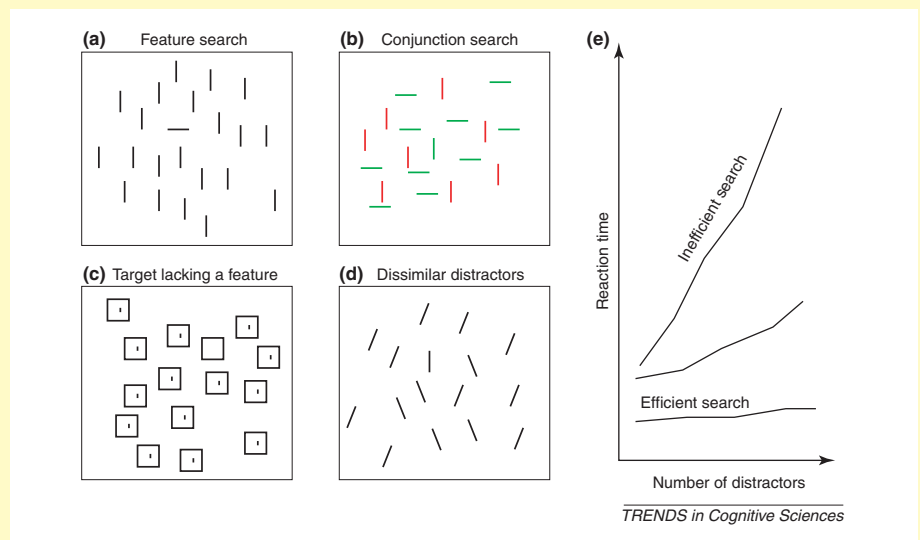 (a) Feature search
(b) Conjunction search
(c) Target lacking a feature
(d) Dissimilar distractors
(e)
Reaction time
Inefficient search
Efficient search
Number of distractors
TRENDS in Cognitive Sciences